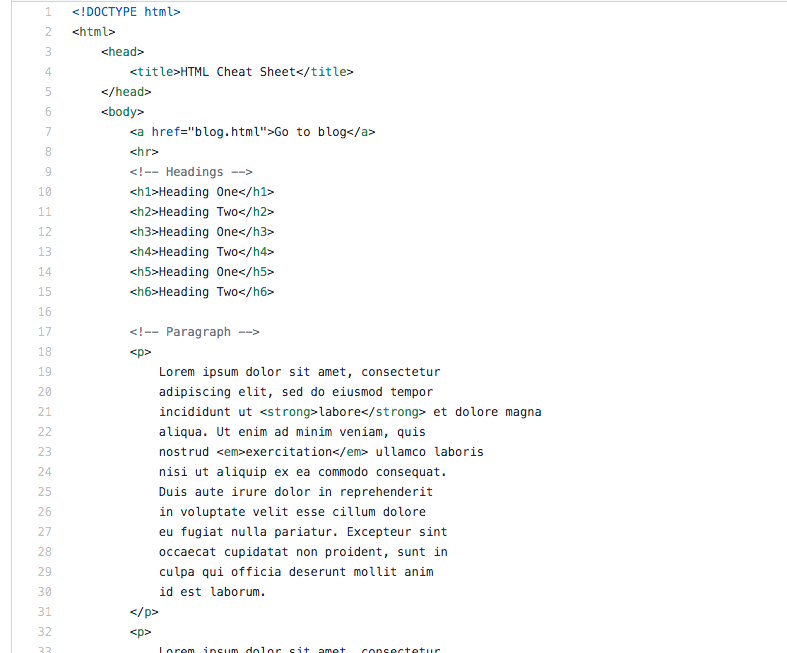 1 <!DOCTYPE html>
2 <html>
3     <head>
4         <title>HTML Cheat Sheet</title>
5     </head>
6     <body>
7         <a href="blog.html">Go to blog</a>
8         <hr>
9         <!-- Headings -->
10         <h1>Heading One</h1>
11         <h2>Heading Two</h2>
12         <h3>Heading One</h3>
13         <h4>Heading Two</h4>
14         <h5>Heading One</h5>
15         <h6>Heading Two</h6>
16
17         <!-- Paragraph -->
18         <p>
19             Lorem ipsum dolor sit amet, consectetur
20             adipiscing elit, sed do eiusmod tempor
21             incididunt ut <strong>labore</strong> et dolore magna
22             aliqua. Ut enim ad minim veniam, quis
23             nostrud <em>exercitation</em> ullamco laboris
24             nisi ut aliquip ex ea commodo consequat.
25             Duis aute irure dolor in reprehenderit
26             in voluptate velit esse cillum dolore
27             eu fugiat nulla pariatur. Excepteur sint
28             occaecat cupidatat non proident, sunt in
29             culpa qui officia deserunt mollit anim
30             id est laborum.
31         </p>
32         <p>
33             Lorem ipsum dolor sit amet, consectetur